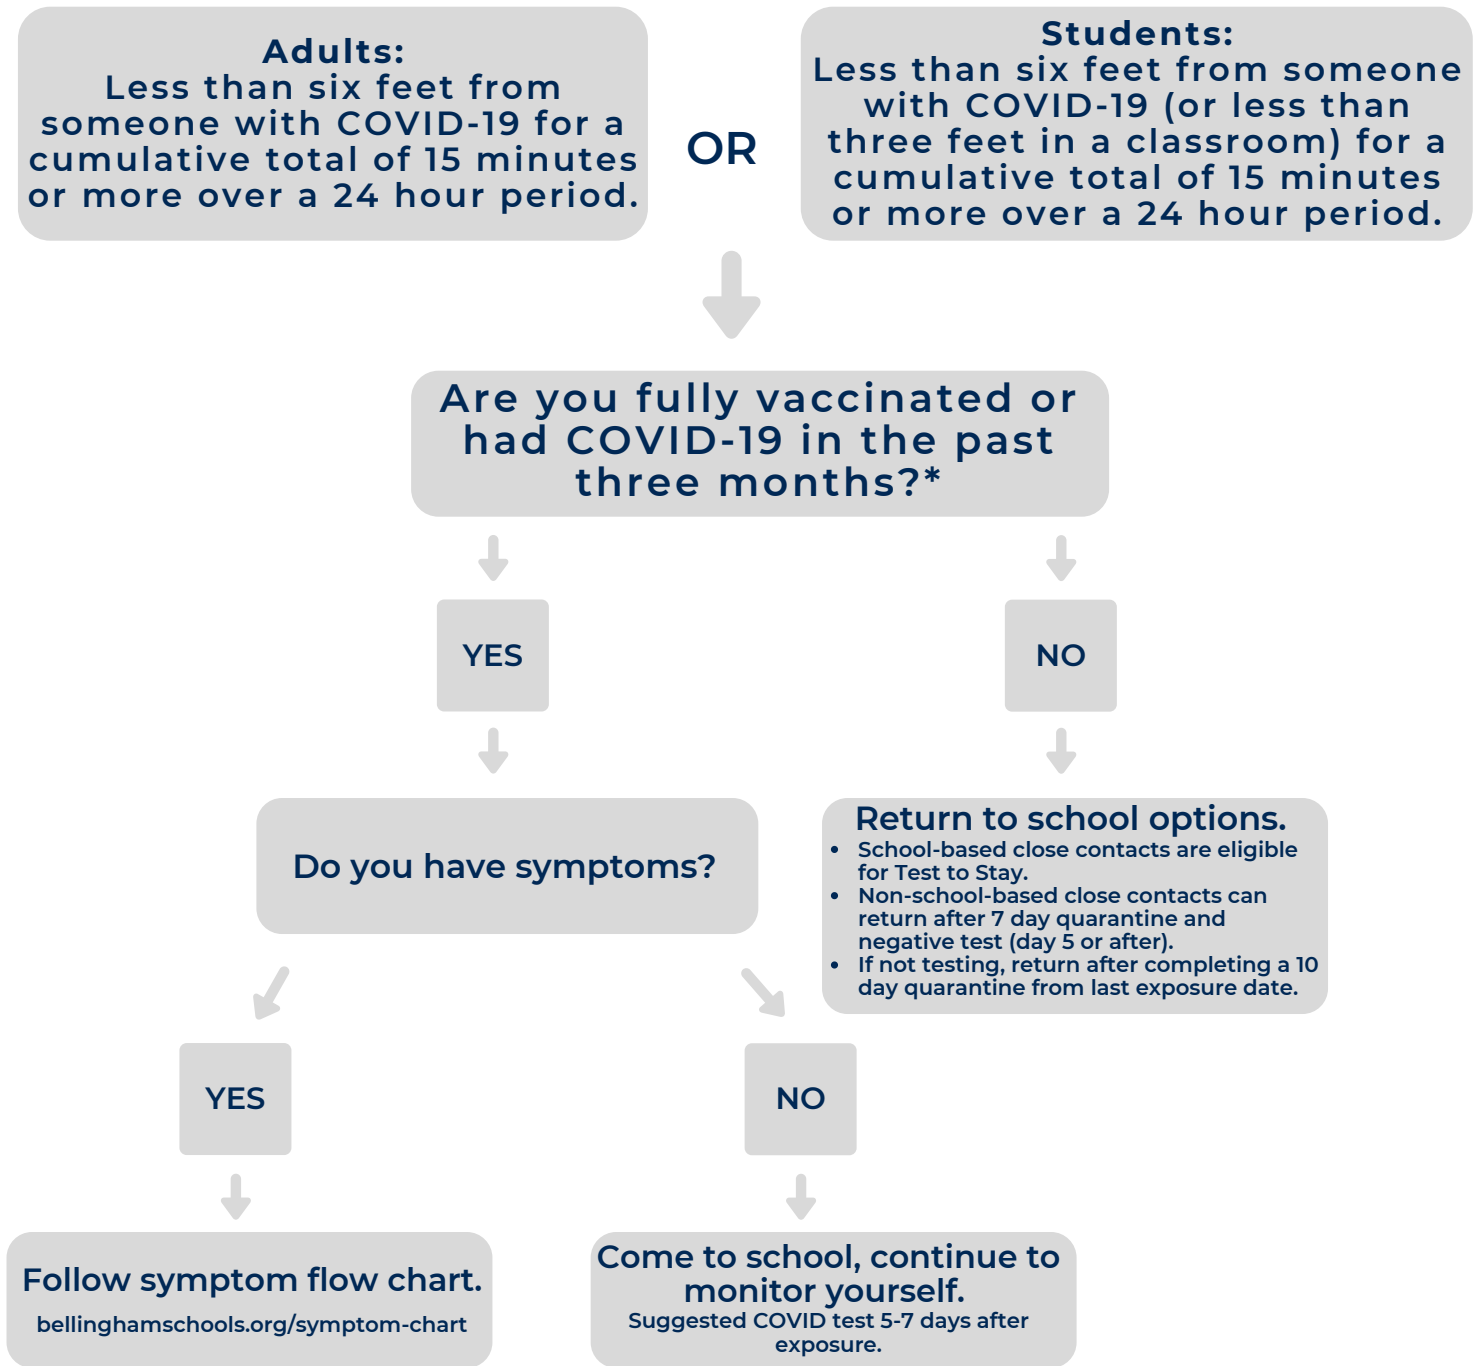 Adults:
Less than six feet from
someone with COVID-19 for a
cumulative total of 15 minutes
or more over a 24 hour period.
OR
Students:
Less than six feet from someone
with COVID-19 (or less than
three feet in a classroom) for a
cumulative total of 15 minutes
or more over a 24 hour period.
Are you fully vaccinated or
had COVID-19 in the past
three months?*
YES
NO
Do you have symptoms?
Return to school options.
• School-based close contacts are eligible
for Test to Stay.
• Non-school-based close contacts can
return after 7 day quarantine and
negative test (day 5 or after).
• If not testing, return after completing a 10
day quarantine from last exposure date.
YES
NO
Follow symptom flow chart.
bellinghamschools.org/symptom-chart
Come to school, continue to
monitor yourself.
Suggested COVID test 5-7 days after
exposure.